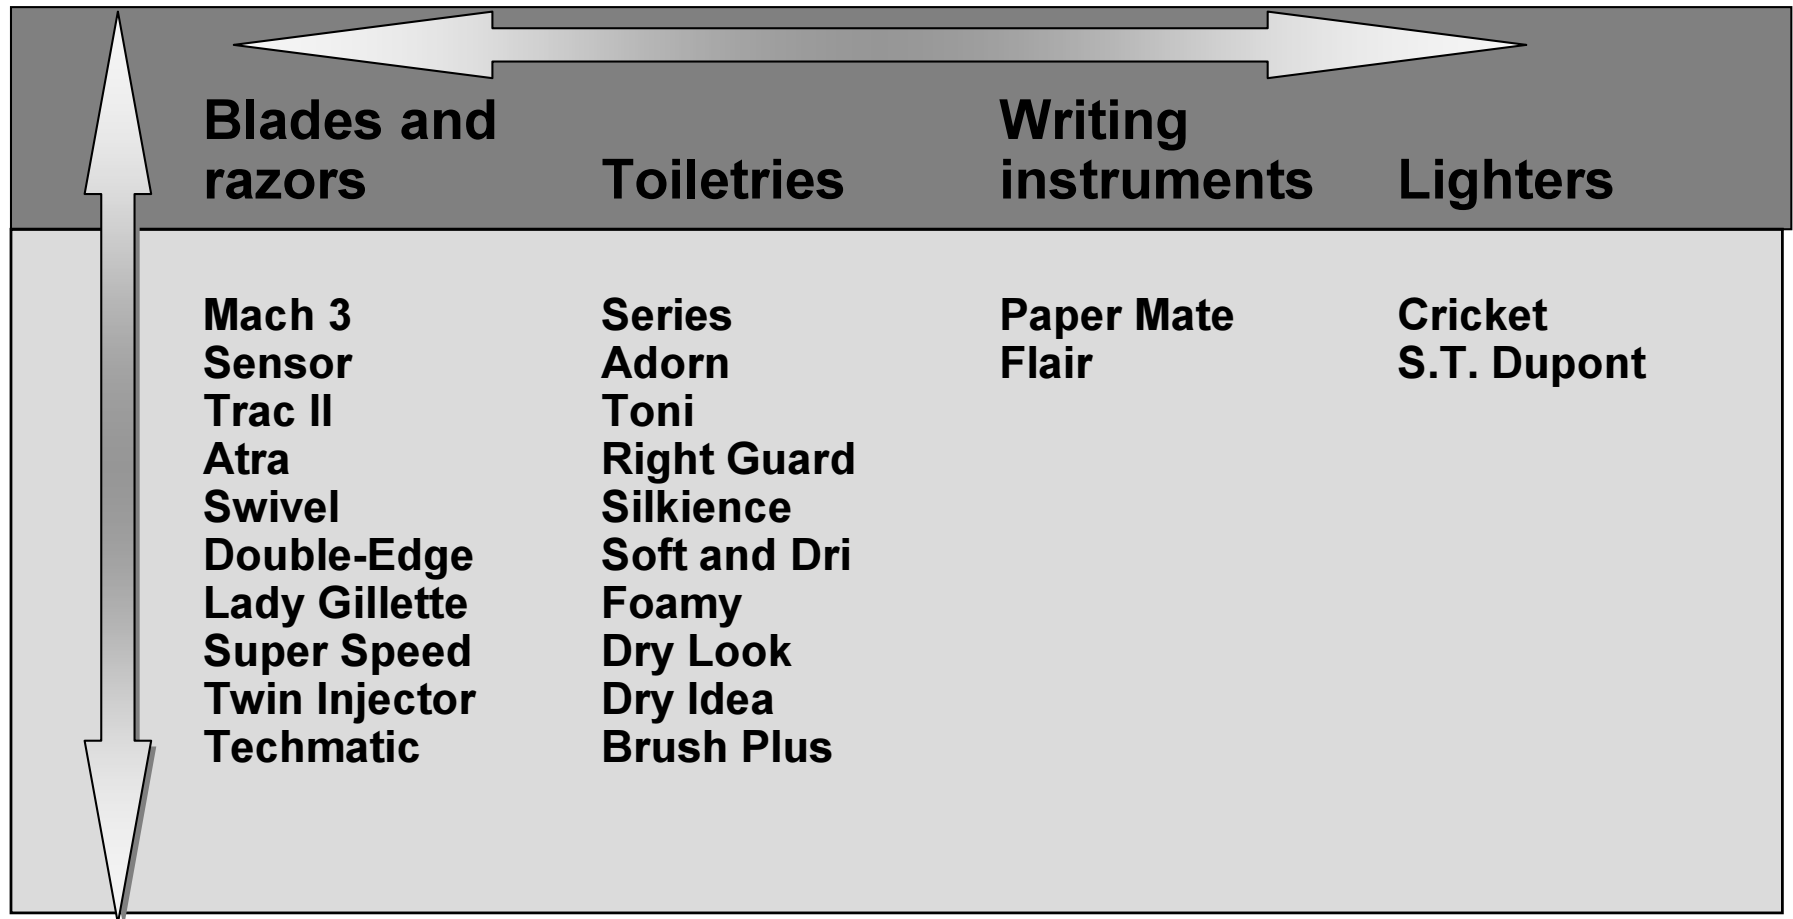 Blades and
razors
Toiletries
Writing
instruments
Lighters
Mach 3
Sensor
Trac II
Atra
Swivel
Double-Edge
Lady Gillette
Super Speed
Twin Injector
Techmatic
Series
Adorn
Toni
Right Guard
Silkience
Soft and Dri
Foamy
Dry Look
Dry Idea
Brush Plus
Paper Mate
Flair
Cricket
S.T. Dupont